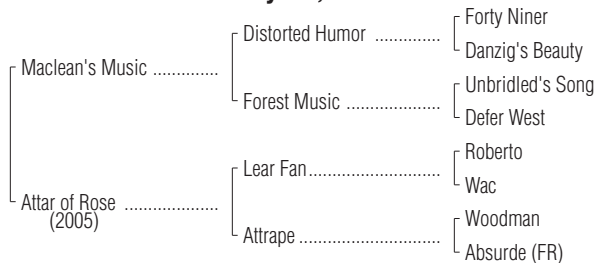 Forty Niner
Distorted Humor ..............
Danzig's Beauty
Maclean's Music ..............
Unbridled's Song
Forest Music ....................
Defer West
Roberto
Lear Fan............................
Wac
Attar of Rose ....................
(2005)
Woodman
Attrape ..............................
Absurde (FR)